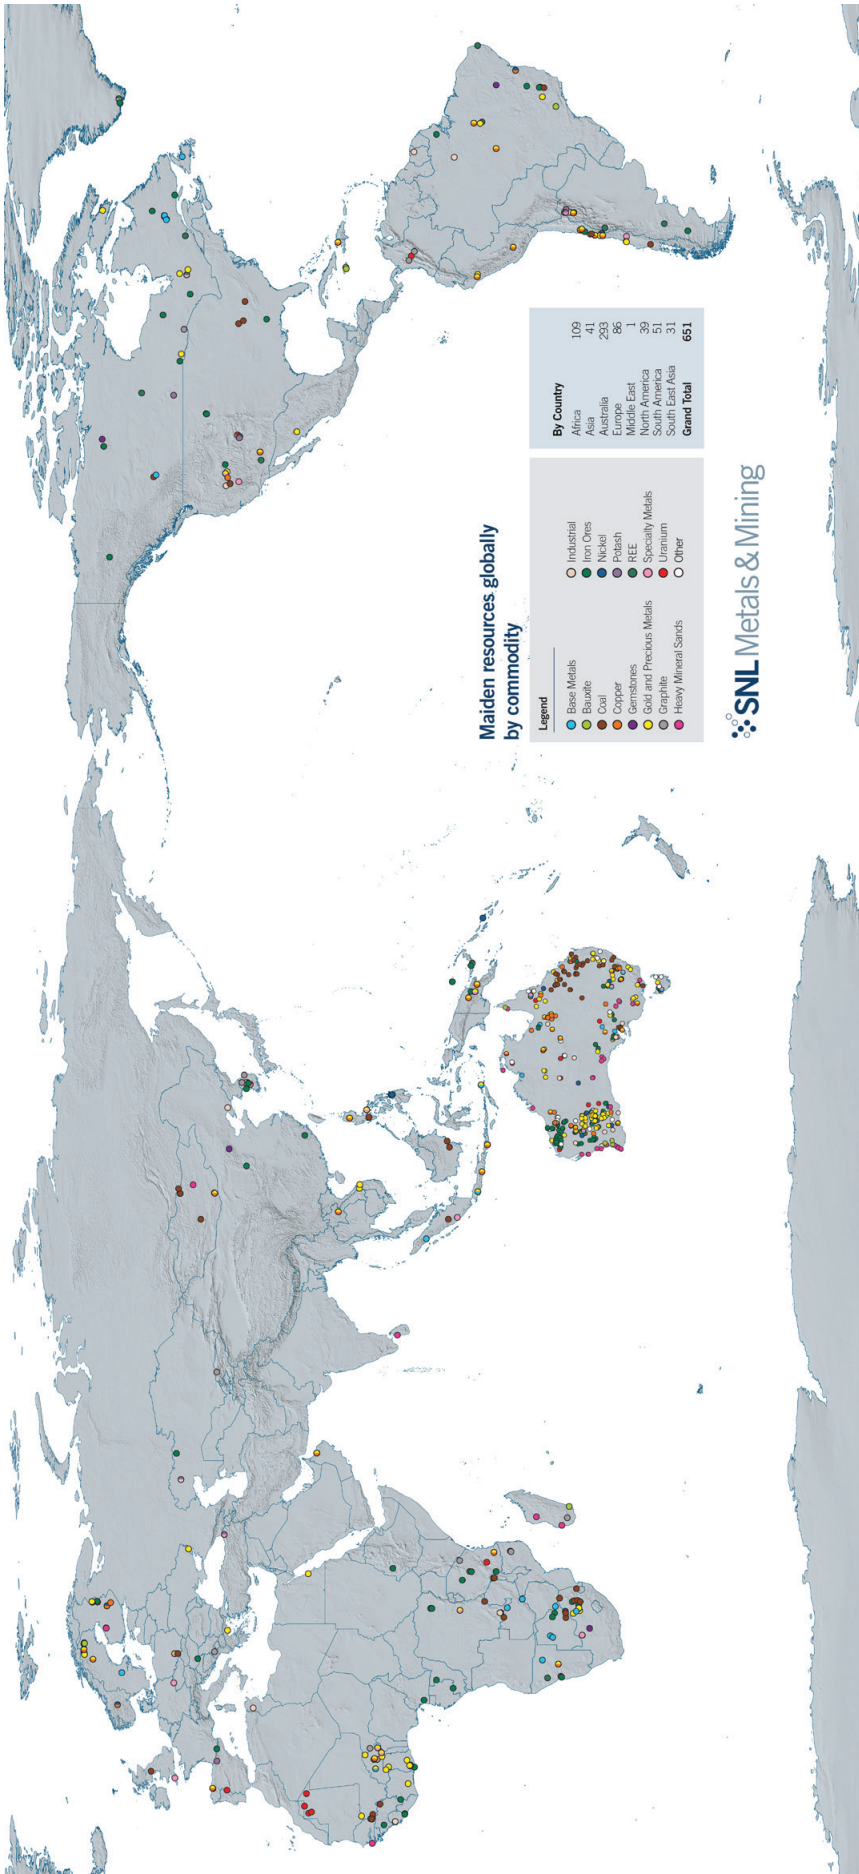 Maiden resources globally
by commodity
Legend
Base Metals
Bauxite
Coal
Copper
Gemstones
Gold and Precious Metals
Graphite
Heavy Mineral Sands
Industrial
Iron Ores
Nickel
Potash
REE
Specialty Metals
Uranium
Other
By Country
Africa 109
Asia 41
Australia 293
Europe 86
Middle East 1
North America 39
South America 51
South East Asia 31
Grand Total 651
SNL Metals & Mining